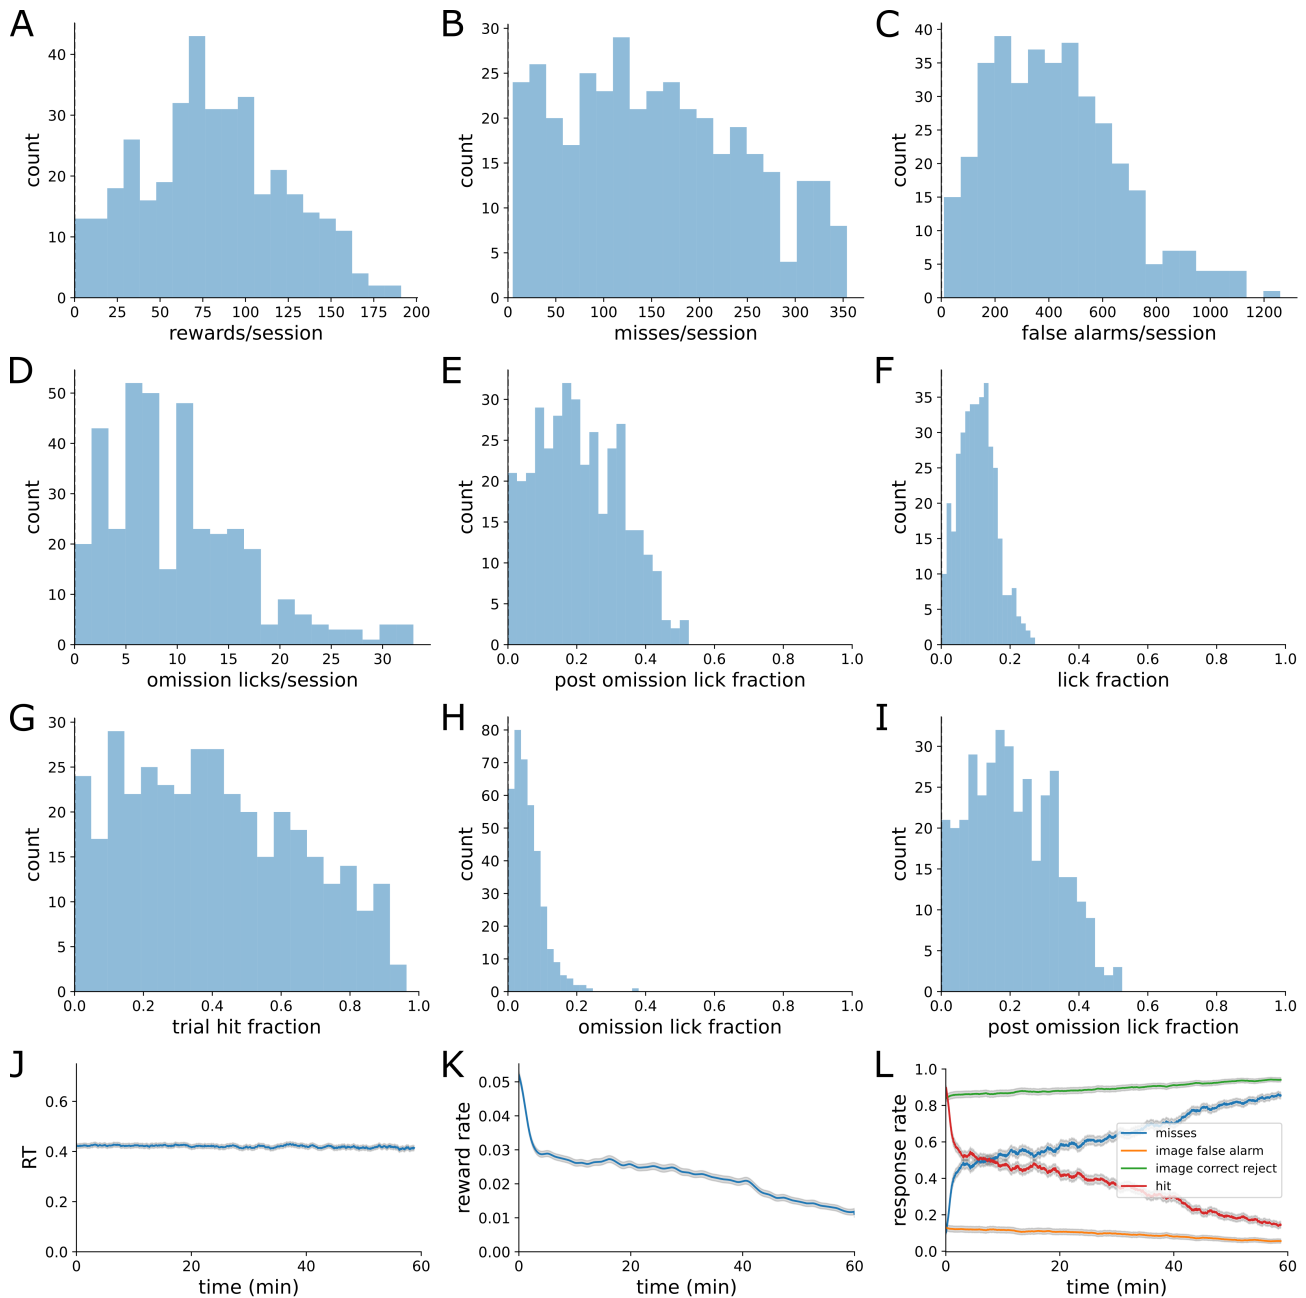 A
B
C
count
40
30
20
10
0
0 25 50 75 100 125 150 175 200
rewards/session
count
30
25
20
15
10
5
0
0 50 100 150 200 250 300 350
misses/session
count
40
35
30
25
20
15
10
5
0
0 200 400 600 800 1000 1200
false alarms/session
D
E
F
count
50
40
30
20
10
0
0 5 10 15 20 25 30
omission licks/session
count
30
25
20
15
10
5
0
0.0 0.2 0.4 0.6 0.8 1.0
post omission lick fraction
count
35
30
25
20
15
10
5
0
0.0 0.2 0.4 0.6 0.8 1.0
lick fraction
G
H
I
count
30
25
20
15
10
5
0
0.0 0.2 0.4 0.6 0.8 1.0
trial hit fraction
count
80
70
60
50
40
30
20
10
0
0.0 0.2 0.4 0.6 0.8 1.0
omission lick fraction
count
30
25
20
15
10
5
0
0.0 0.2 0.4 0.6 0.8 1.0
post omission lick fraction
J
K
L
RT
0.6
0.4
0.2
0.0
0 20 40 60
time (min)
reward rate
0.05
0.04
0.03
0.02
0.01
0.00
0 20 40 60
time (min)
response rate
1.0
0.8
0.6
0.4
0.2
0.0
misses
image false alarm
image correct reject
hit
0 20 40 60
time (min)